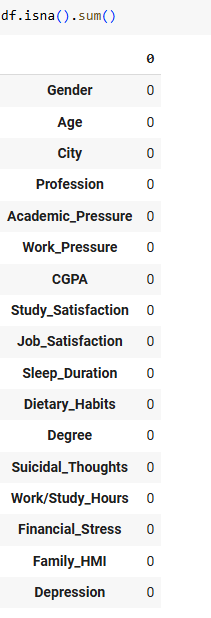 df.isna().sum()
0
Gender 0
Age 0
City 0
Profession 0
Academic_Pressure 0
Work_Pressure 0
CGPA 0
Study_Satisfaction 0
Job_Satisfaction 0
Sleep_Duration 0
Dietary_Habits 0
Degree 0
Suicidal_Thoughts 0
Work/Study_Hours 0
Financial_Stress 0
Family_HMI 0
Depression 0